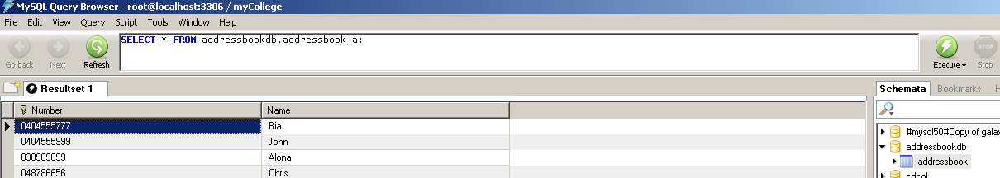 MySQL Query Browser - root@localhost:3306 / myCollege
File Edit View Query Script Tools Window Help
Go back Next Refresh
SELECT * FROM addressbookdb.addressbook a;
Execute Stop
Resultset 1
Number Name
0404555777 Bia
0404555999 John
038989899 Alona
048786656 Chris
Schemata Bookmarks H
#mysql50#Copy of gala
addressbookdb
addressbook
cdcol